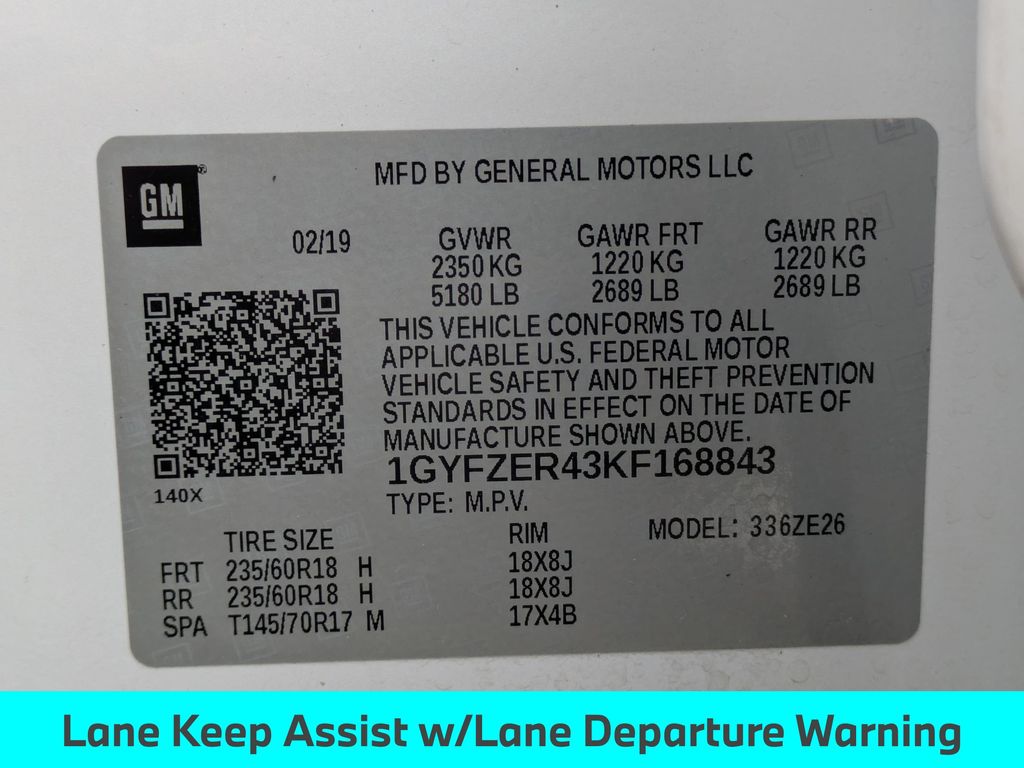 GM
MFD BY GENERAL MOTORS LLC
02/19
GVWR
2350 KG
5180 LB
GAWR FRT
1220 KG
2689 LB
GAWR RR
1220 KG
2689 LB
THIS VEHICLE CONFORMS TO ALL
APPLICABLE U.S. FEDERAL MOTOR
VEHICLE SAFETY AND THEFT PREVENTION
STANDARDS IN EFFECT ON THE DATE OF
MANUFACTURE SHOWN ABOVE.
1GYFZER43KF168843
140X
TYPE: M.P.V.
MODEL: 336ZE26
TIRE SIZE RIM
FRT 235/60R18 H 18X8J
RR 235/60R18 H 18X8J
SPA T145/70R17 M 17X4B
Lane Keep Assist w/Lane Departure Warning